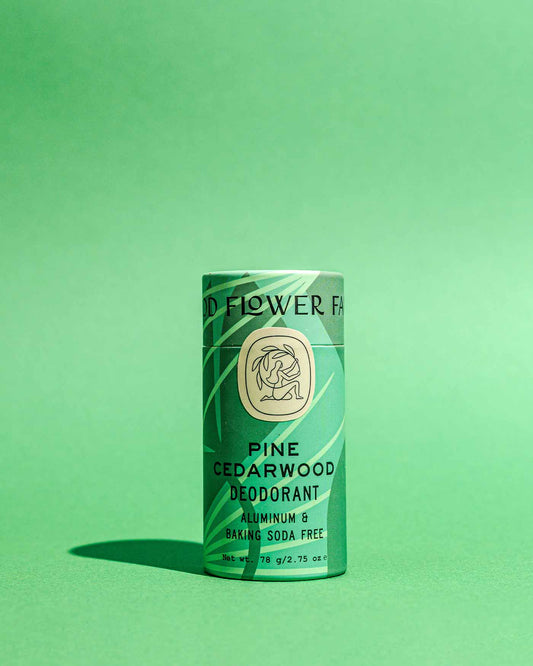 OD FLOWER FA
PINE
CEDARWOOD
DEODORANT
ALUMINUM &
BAKING SODA FREE
Net wt. 78 g/2.75 oz e